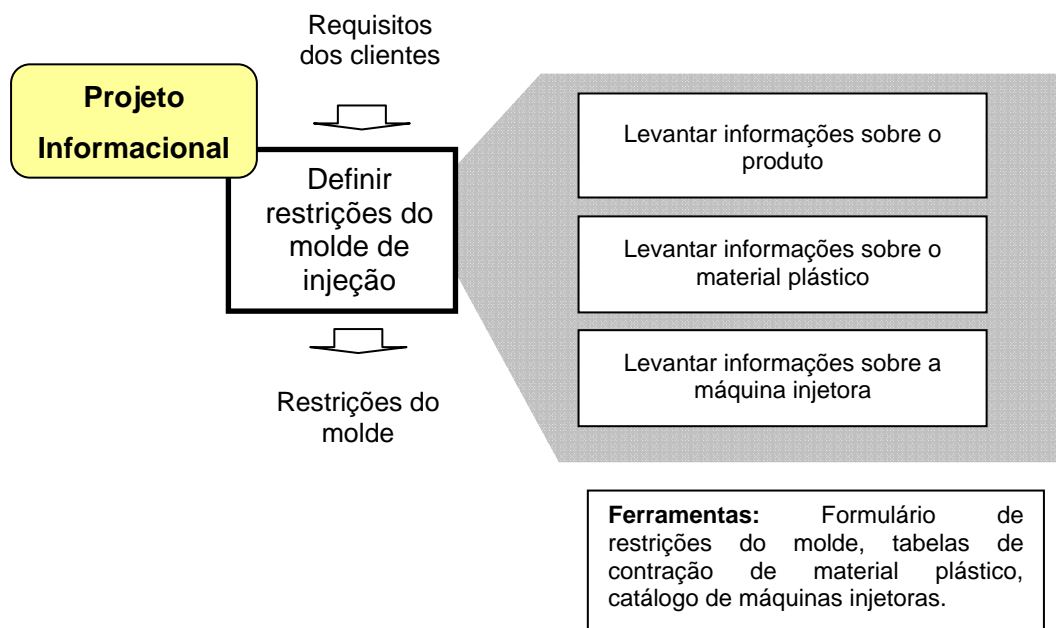 Requisitos
dos clientes
Projeto
Informacional
Definir
restrições do
molde de
injeção
Restrições do
molde
Levantar informações sobre o
produto
Levantar informações sobre o
material plástico
Levantar informações sobre a
máquina injetora
Ferramentas: Formulário de
restrições do molde, tabelas de
contração de material plástico,
catálogo de máquinas injetoras.